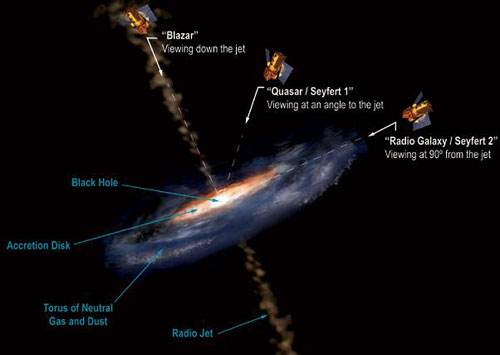 “Blazar”
Viewing down the jet
“Quasar / Seyfert 1”
Viewing at an angle to the jet
“Radio Galaxy / Seyfert 2”
Viewing at 90º from the jet
Black Hole
Accretion Disk
Torus of Neutral
Gas and Dust
Radio Jet